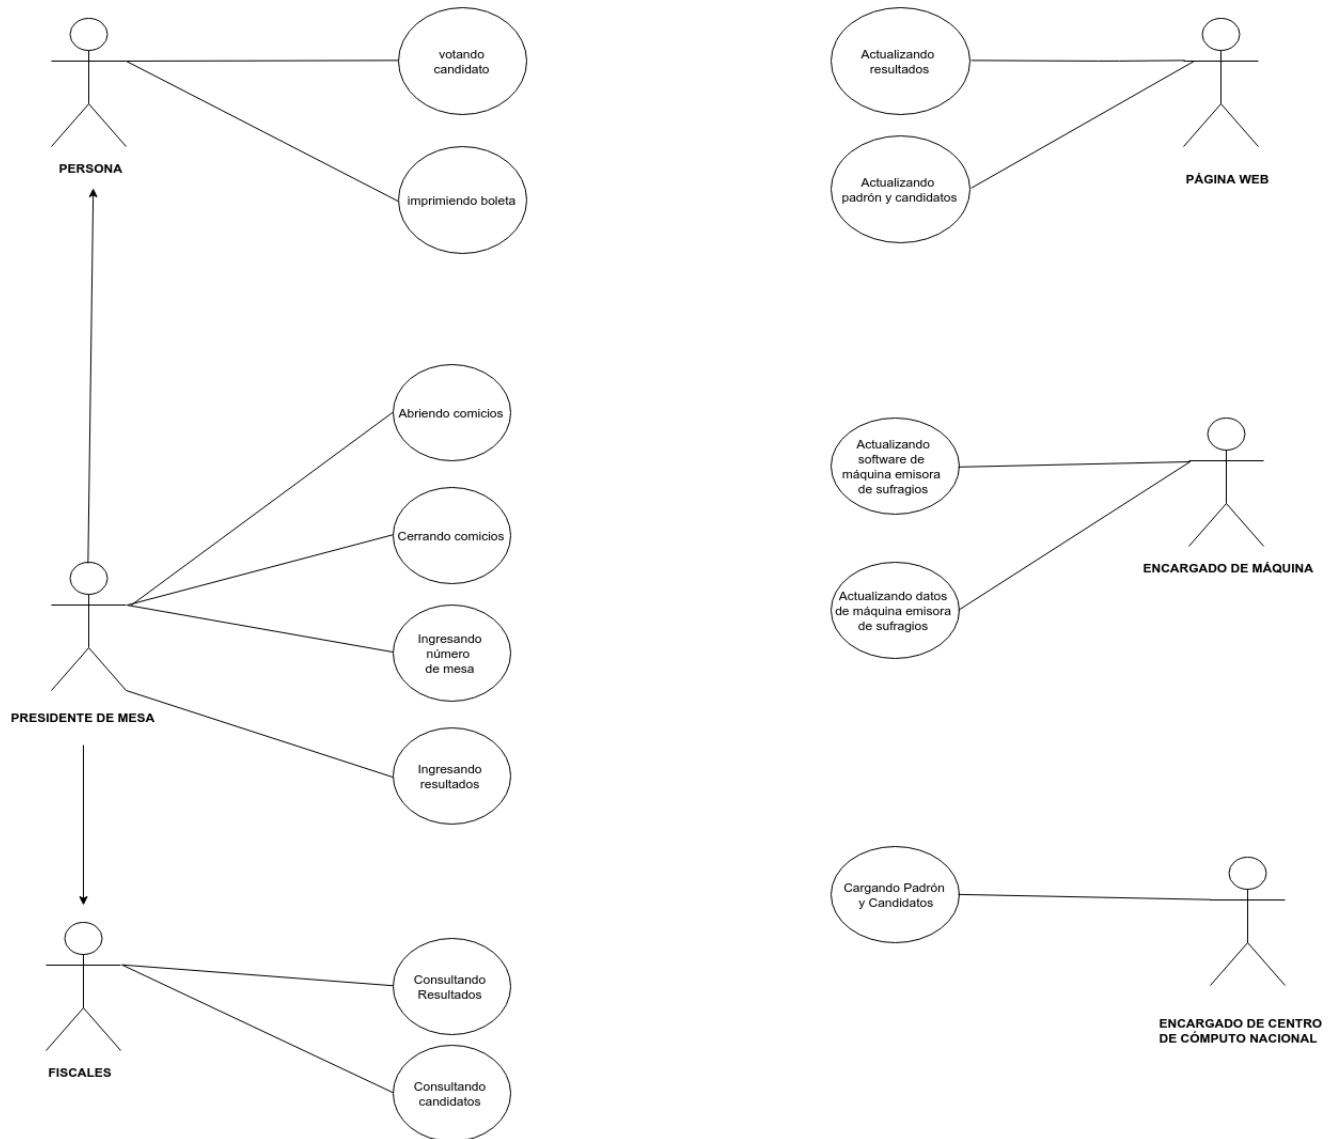 votando
candidato
imprimiendo boleta
PERSONA
Actualizando
resultados
Actualizando
padrón y candidatos
PÁGINA WEB
Abriendo comicios
Cerrando comicios
Ingresando
número
de mesa
Ingresando
resultados
PRESIDENTE DE MESA
Actualizando
software de
máquina emisora
de sufragios
Actualizando datos
de máquina emisora
de sufragios
ENCARGADO DE MÁQUINA
Consultando
Resultados
Consultando
candidatos
FISCALES
Cargando Padrón
y Candidatos
ENCARGADO DE CENTRO
DE CÓMPUTO NACIONAL